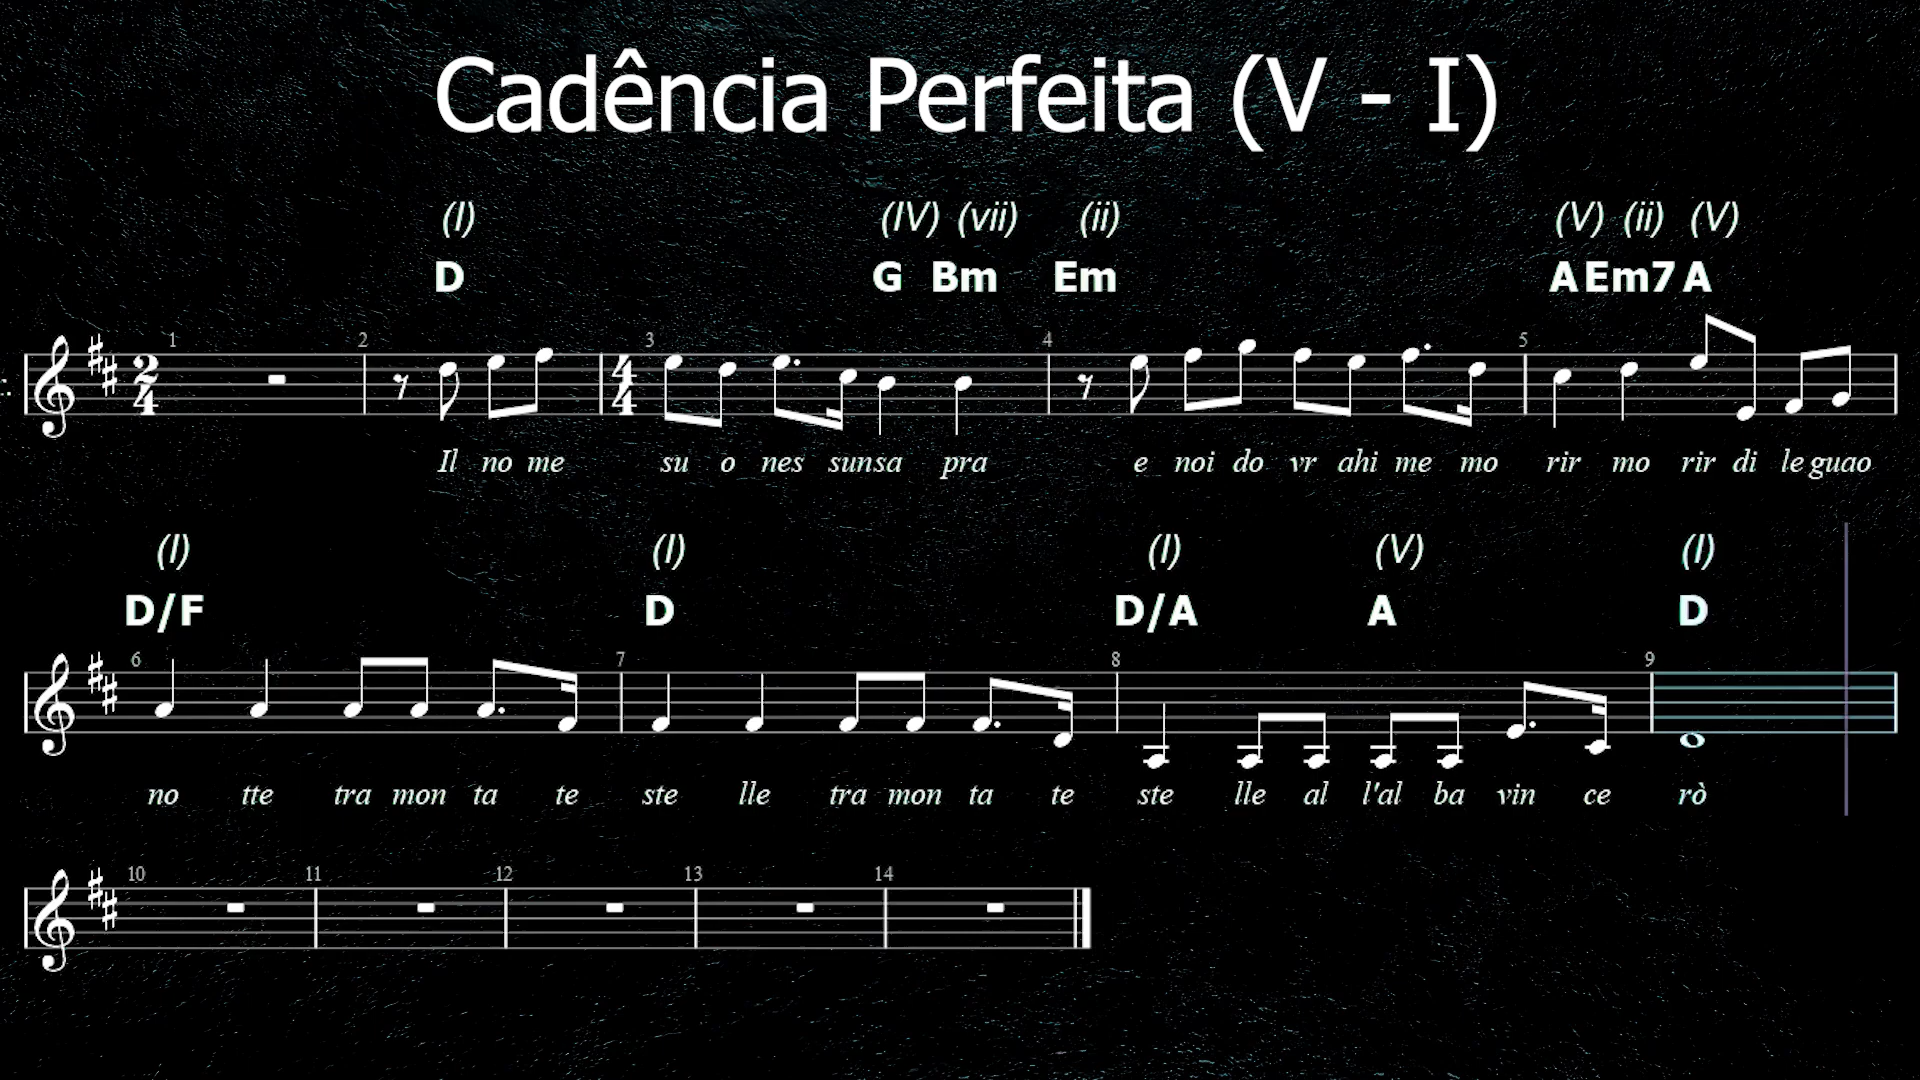 Cadência Perfeita (V - I)
(I) (IV) (vii) (ii) (V) (ii) (V)
D G Bm Em A Em7 A
1 2 3 4 5
2 4 4 4
Il no me su o nes sunsa pra e noi do vr ahi me mo rir mo rir di le guao
(I) (I) (I) (V) (I)
D/F D D/A A D
6 7 8 9
no tte tra mon ta te ste lle tra mon ta te ste lle al l'al ba vin ce rò
10 11 12 13 14